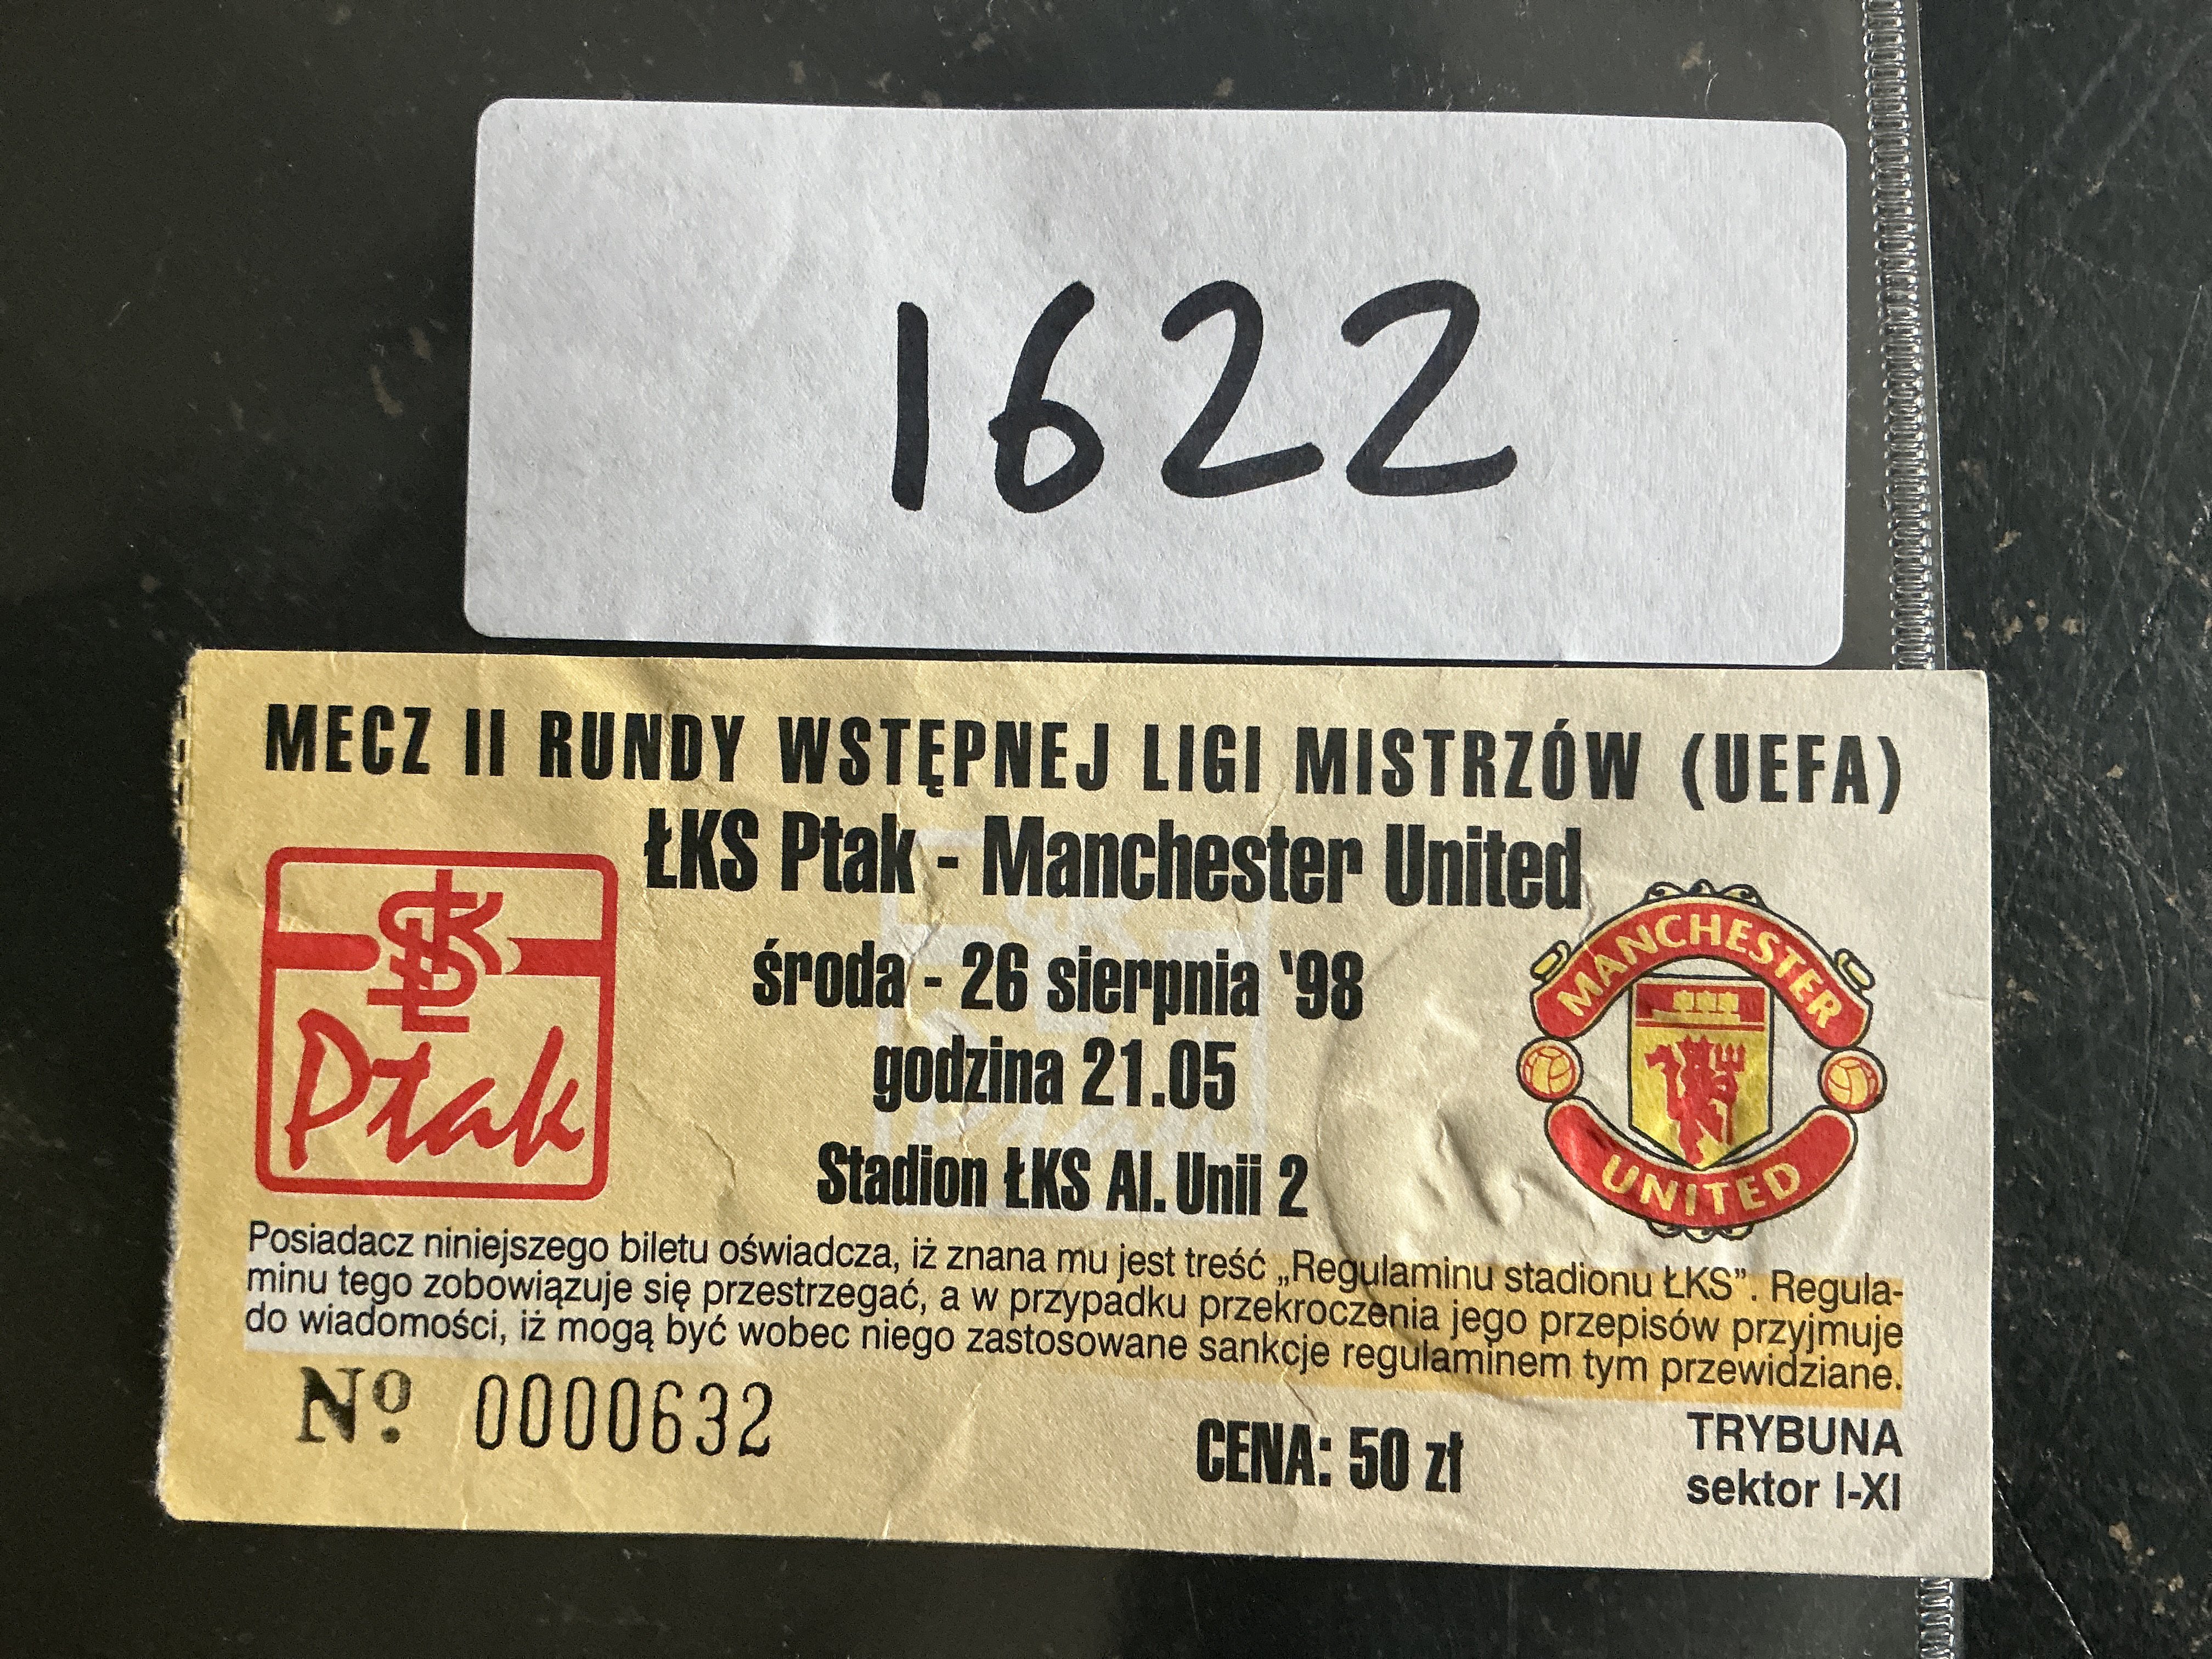 1622
MECZ II RUNDY WSTĘPNEJ LIGI MISTRZÓW (UEFA)
ŁKS Ptak - Manchester United
środa - 26 sierpnia '98
godzina 21.05
Stadion ŁKS Al. Unii 2
ŁKS
Ptak
MANCHESTER
UNITED
Posiadacz niniejszego biletu oświadcza, iż znana mu jest treść „Regulaminu stadionu ŁKS”. Regula-
minu tego zobowiązuje się przestrzegać, a w przypadku przekroczenia jego przepisów przyjmuje
do wiadomości, iż mogą być wobec niego zastosowane sankcje regulaminem tym przewidziane.
Nº 0000632
CENA: 50 zł
TRYBUNA
sektor I-XI